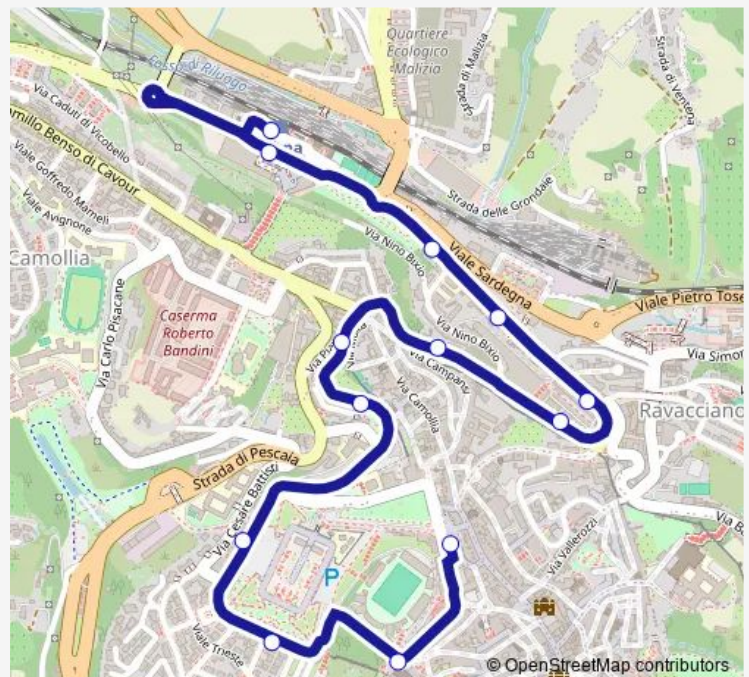 Quartiere
Ecologico
Malizia
Strada di Malizia
Strada di Ventena
Fosso di Riluogo
Via Caduti di Vicobello
amillo Benso di Cavour
Viale Goffredo Mameli
Viale Avignone
Strada delle Grondaie
Via Nino Bixio
Viale Sardegna
Camollia
Via Carlo Pisacane
Caserma
Roberto
Bandini
Viale Pietro Tose
Via Nino Bixio
Via Simon
Via Campans
Via Camollia
Ravacciano
Strada di Pescaia
Via Cesare Battisti
Via Vallerozzi
P
Viale Trieste
© OpenStreetMap contributors